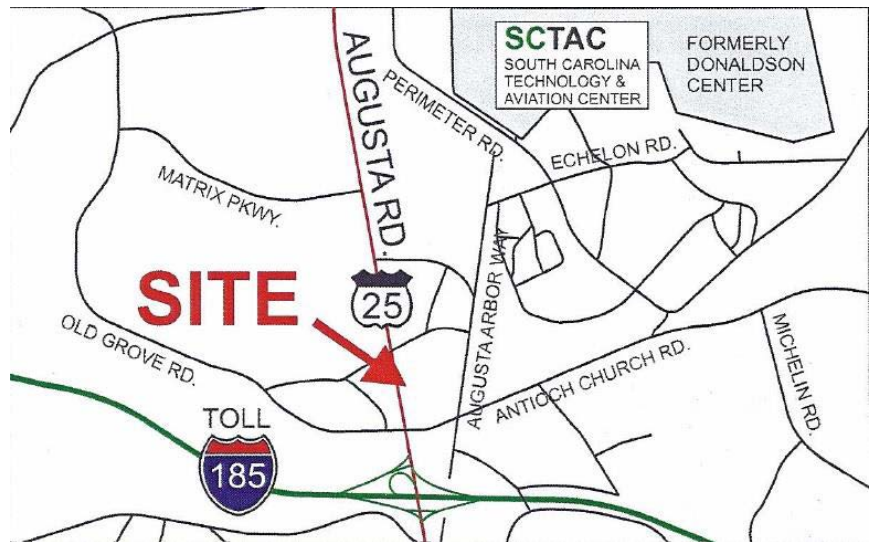 SCTAC
SOUTH CAROLINA
TECHNOLOGY &
AVIATION CENTER
FORMERLY
DONALDSON
CENTER
AUGUSTA RD.
PERIMETER RD.
ECHELON RD.
MATRIX PKWY.
SITE
25
AUGUSTA ARBOR WAY
OLD GROVE RD.
ANTIOCH CHURCH RD.
MICHELIN RD.
TOLL
185